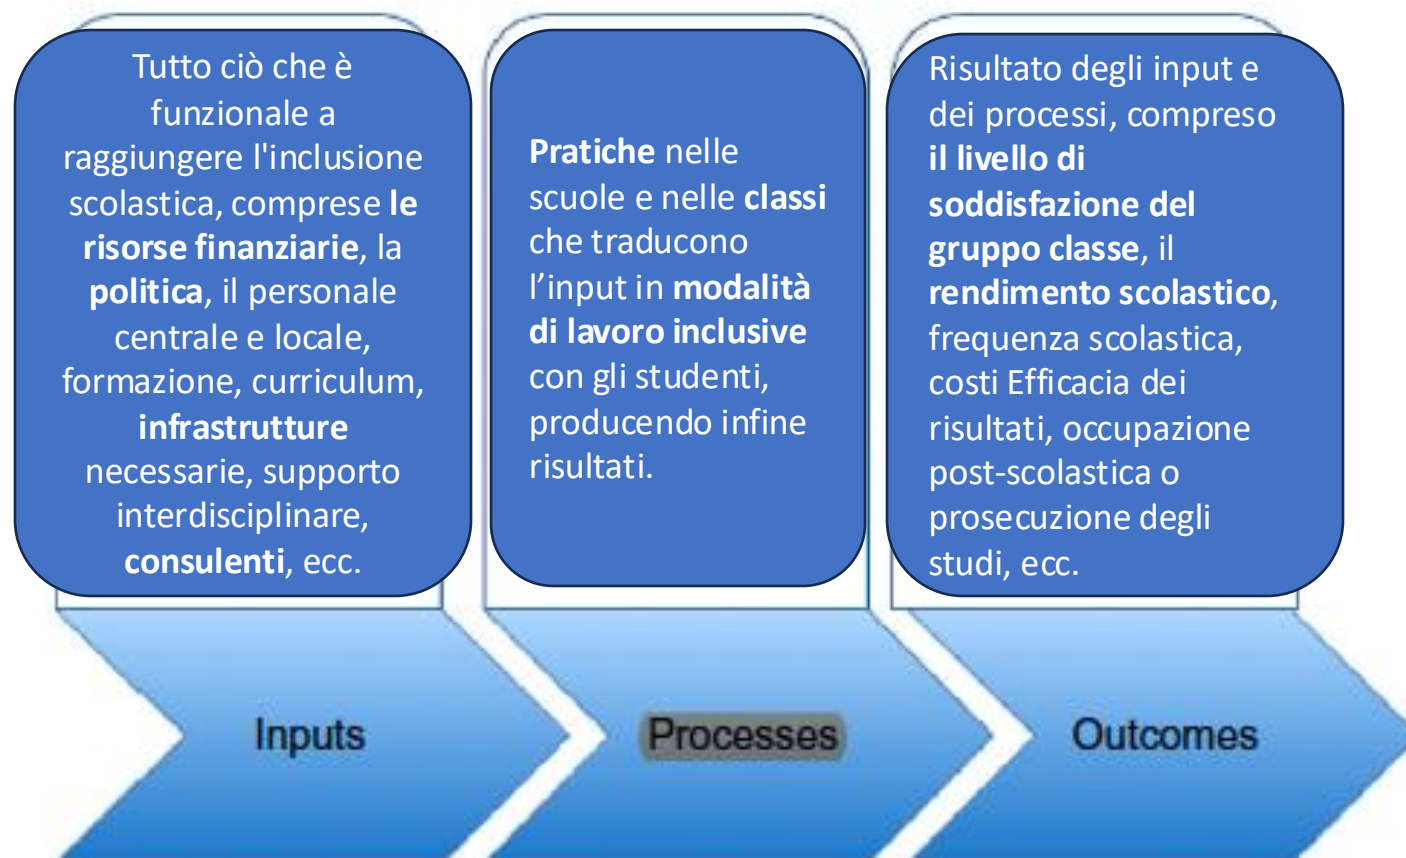 Tutto ciò che è
funzionale a
raggiungere l'inclusione
scolastica, comprese le
risorse finanziarie, la
politica, il personale
centrale e locale,
formazione, curriculum,
infrastrutture
necessarie, supporto
interdisciplinare,
consulenti, ecc.
Pratiche nelle
scuole e nelle classi
che traducono
l’input in modalità
di lavoro inclusive
con gli studenti,
producendo infine
risultati.
Risultato degli input e
dei processi, compreso
il livello di
soddisfazione del
gruppo classe, il
rendimento scolastico,
frequenza scolastica,
costi Efficacia dei
risultati, occupazione
post-scolastica o
prosecuzione degli
studi, ecc.
Inputs
Processes
Outcomes